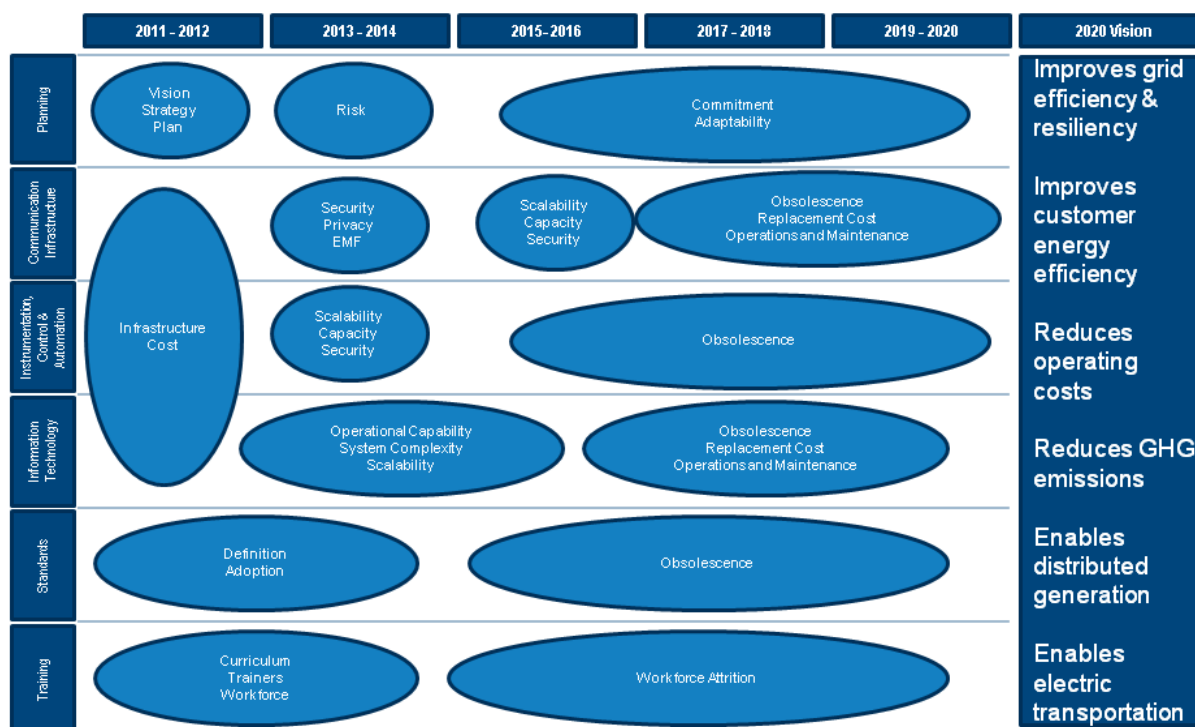 2011 - 2012
2013 - 2014
2015 - 2016
2017 - 2018
2019 - 2020
2020 Vision
Planning
Vision
Strategy
Plan
Risk
Commitment
Adaptability
Communication
Infrastructure
Infrastructure
Cost
Security
Privacy
EMF
Scalability
Capacity
Security
Obsolescence
Replacement Cost
Operations and Maintenance
Instrumentation,
Control &
Automation
Scalability
Capacity
Security
Obsolescence
Information
Technology
Operational Capability
System Complexity
Scalability
Obsolescence
Replacement Cost
Operations and Maintenance
Standards
Definition
Adoption
Obsolescence
Training
Curriculum
Trainers
Workforce
Workforce Attrition
Improves grid
efficiency &
resiliency
Improves
customer
energy
efficiency
Reduces
operating
costs
Reduces GHG
emissions
Enables
distributed
generation
Enables
electric
transportation